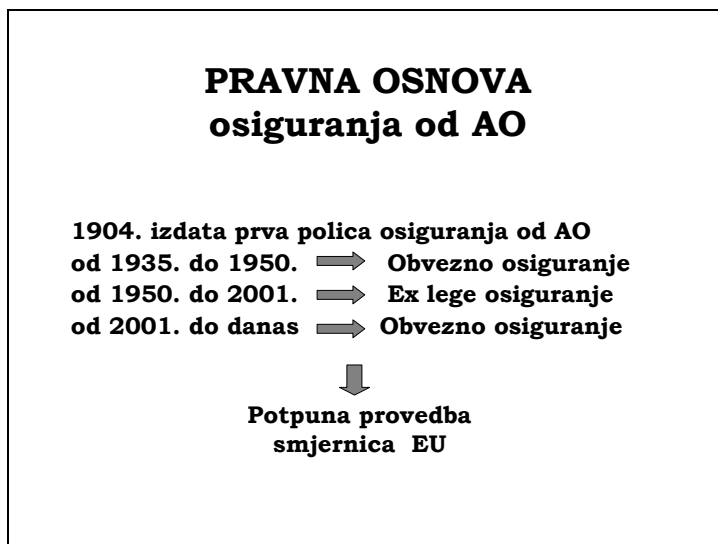 PRAVNA OSNOVA
osiguranja od AO
1904. izdata prva polica osiguranja od AO
od 1935. do 1950. Obvezno osiguranje
od 1950. do 2001. Ex lege osiguranje
od 2001. do danas Obvezno osiguranje
Potpuna provedba
smjernica EU